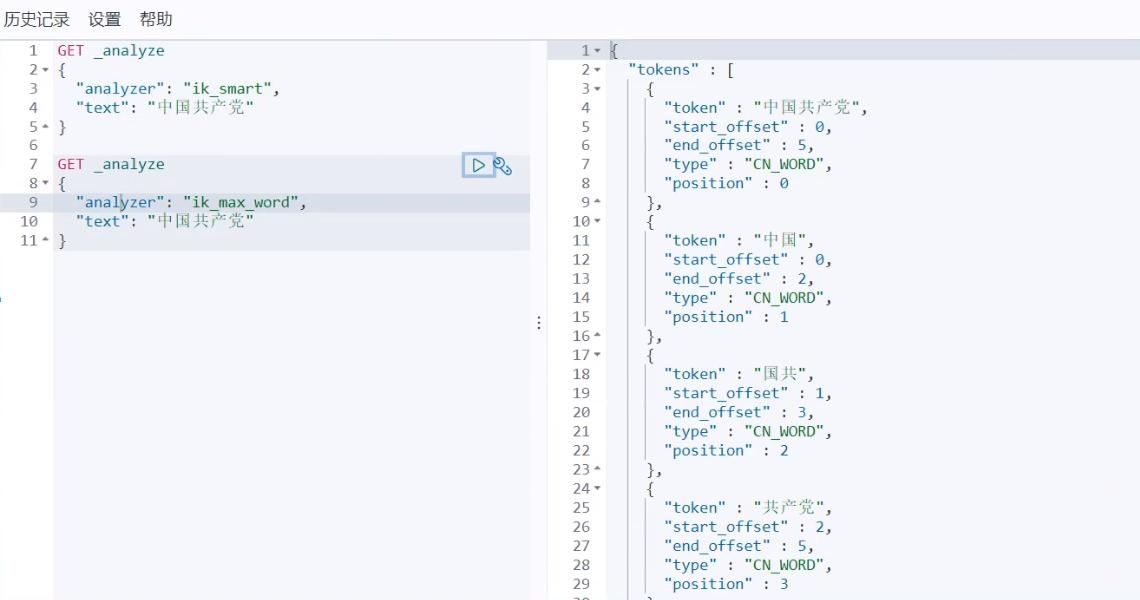 历史记录 设置 帮助
1 GET _analyze
2 {
3 "analyzer": "ik_smart",
4 "text": "中国共产党"
5 }
6
7 GET _analyze
8 {
9 "analyzer": "ik_max_word",
10 "text": "中国共产党"
11 }
1 {
2 "tokens" : [
3 {
4 "token" : "中国共产党",
5 "start_offset" : 0,
6 "end_offset" : 5,
7 "type" : "CN_WORD",
8 "position" : 0
9 },
10 {
11 "token" : "中国",
12 "start_offset" : 0,
13 "end_offset" : 2,
14 "type" : "CN_WORD",
15 "position" : 1
16 },
17 {
18 "token" : "国共",
19 "start_offset" : 1,
20 "end_offset" : 3,
21 "type" : "CN_WORD",
22 "position" : 2
23 },
24 {
25 "token" : "共产党",
26 "start_offset" : 2,
27 "end_offset" : 5,
28 "type" : "CN_WORD",
29 "position" : 3